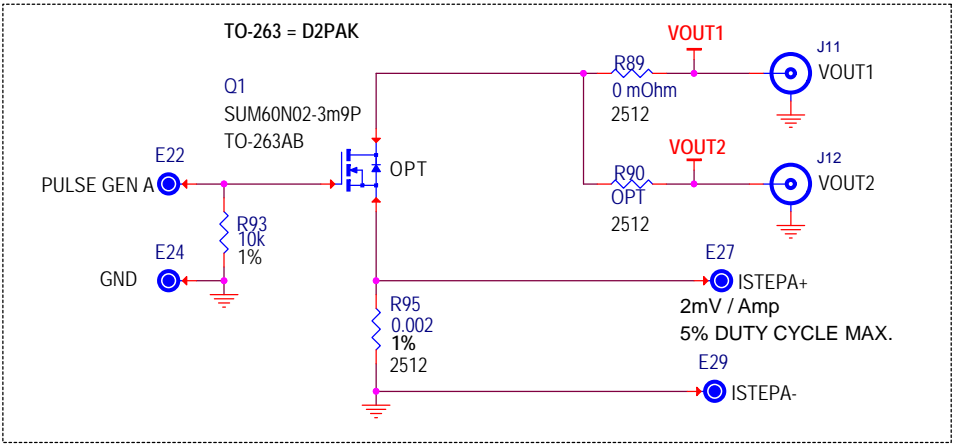 TO-263 = D2PAK
Q1
SUM60N02-3m9P
TO-263AB
OPT
VOUT1
R89
0 mOhm
2512
J11
VOUT1
VOUT2
R90
OPT
2512
J12
VOUT2
E22
PULSE GEN A
R93
10k
1%
E24
GND
E27
ISTEPA+
2mV / Amp
5% DUTY CYCLE MAX.
R95
0.002
1%
2512
E29
ISTEPA-